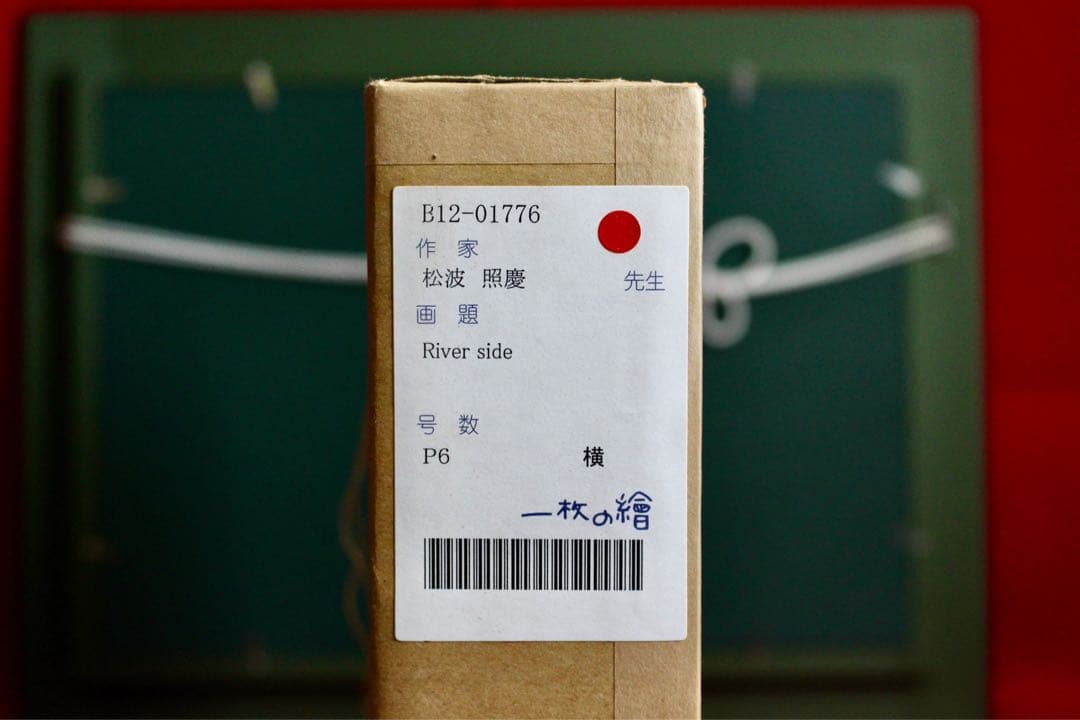 B12-01776
作 家
松波 照慶 先生
画 題
River side
号 数
P6 横
一枚の繪